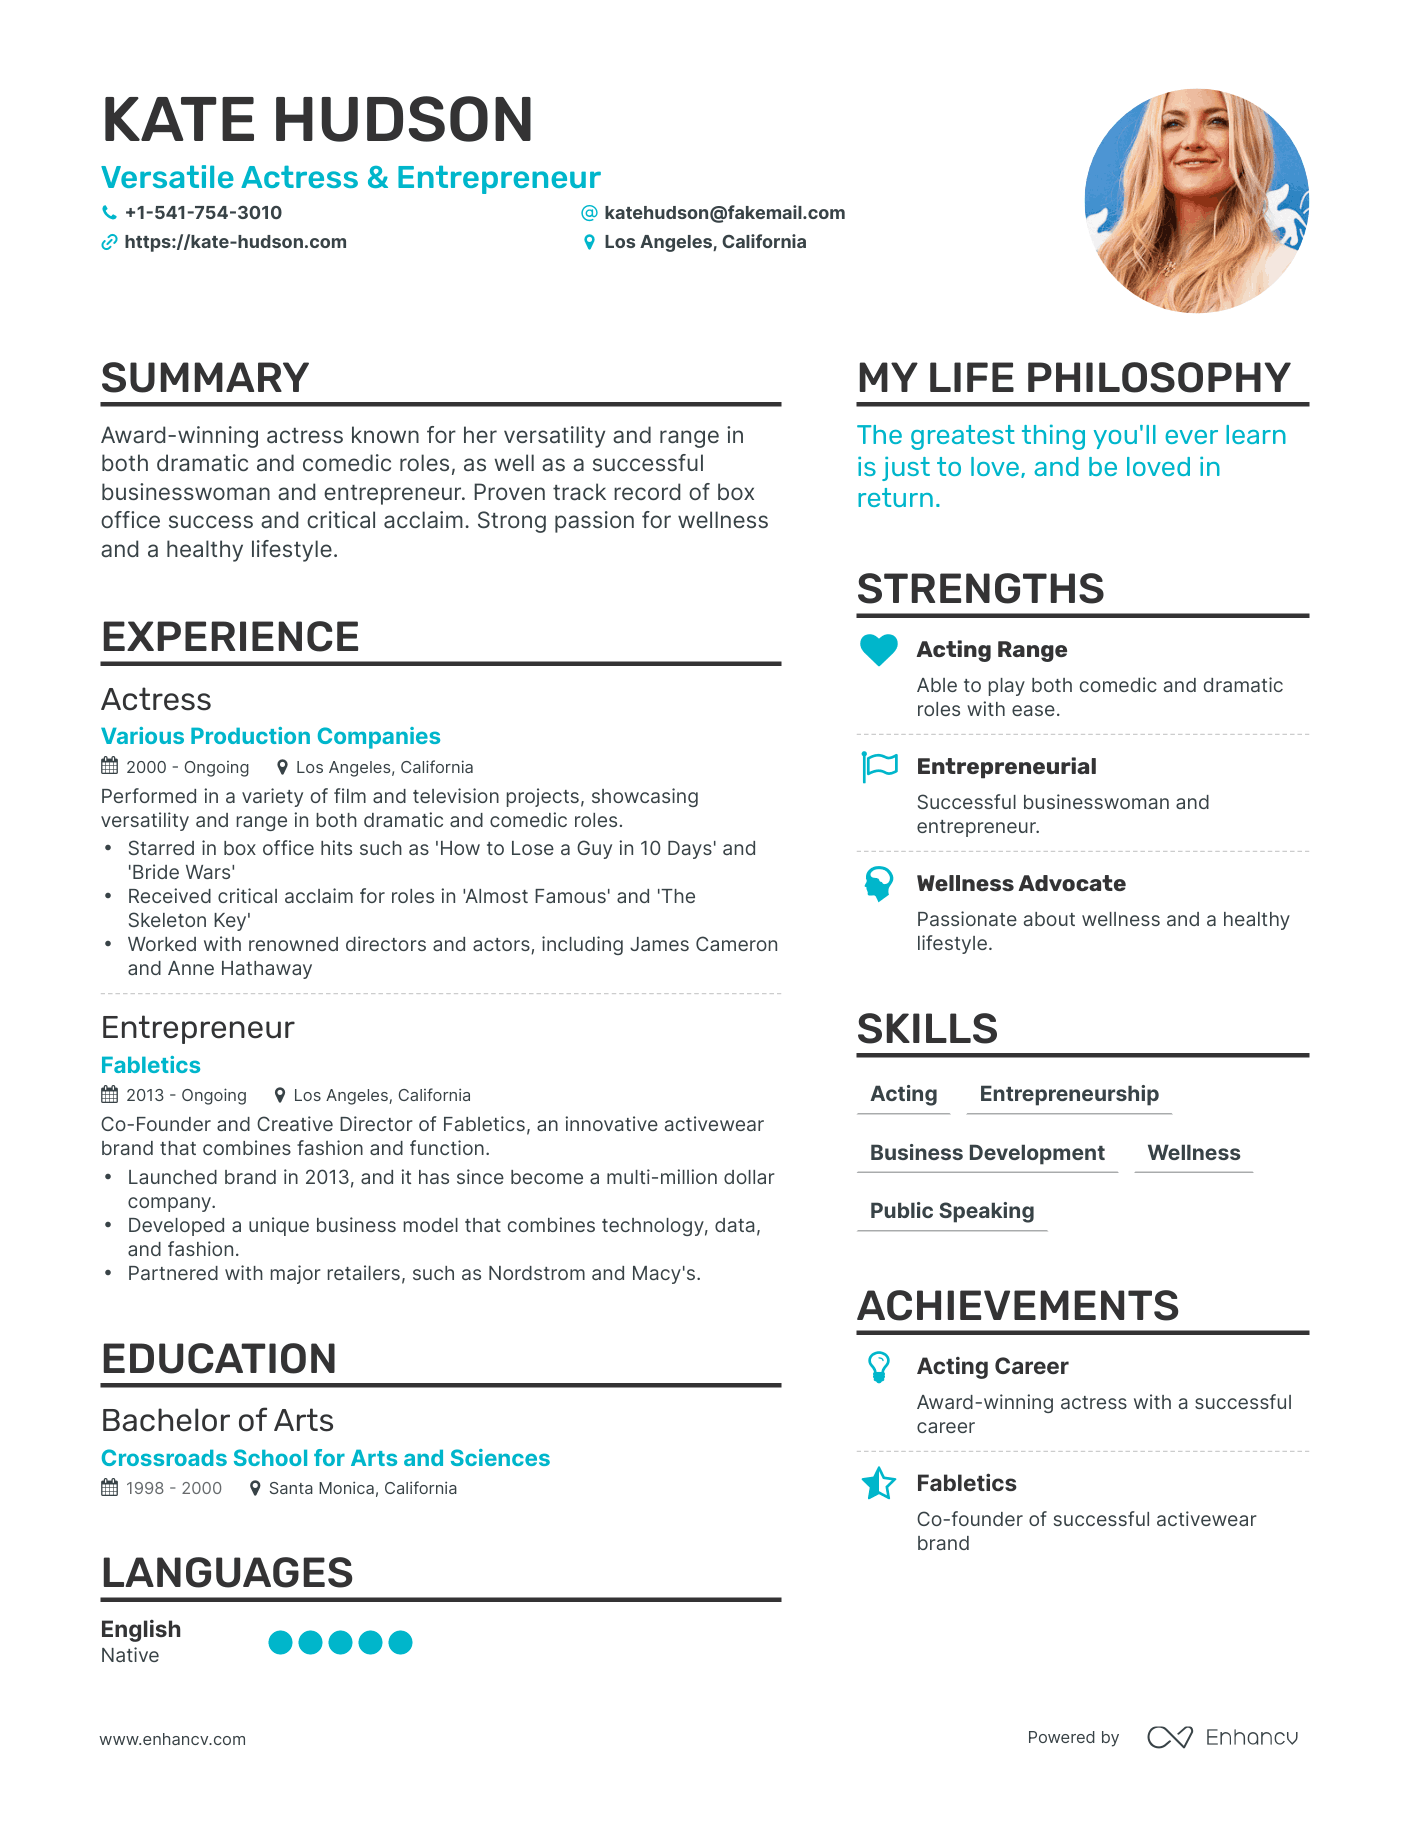 KATE HUDSON
Versatile Actress & Entrepreneur
+1-541-754-3010
katehudson@fakemail.com
https://kate-hudson.com
Los Angeles, California
SUMMARY
Award-winning actress known for her versatility and range in
both dramatic and comedic roles, as well as a successful
businesswoman and entrepreneur. Proven track record of box
office success and critical acclaim. Strong passion for wellness
and a healthy lifestyle.
EXPERIENCE
Actress
Various Production Companies
2000 - Ongoing
Los Angeles, California
Performed in a variety of film and television projects, showcasing
versatility and range in both dramatic and comedic roles.
• Starred in box office hits such as 'How to Lose a Guy in 10 Days' and
'Bride Wars'
• Received critical acclaim for roles in 'Almost Famous' and 'The
Skeleton Key'
• Worked with renowned directors and actors, including James Cameron
and Anne Hathaway
Entrepreneur
Fabletics
2013 - Ongoing
Los Angeles, California
Co-Founder and Creative Director of Fabletics, an innovative activewear
brand that combines fashion and function.
• Launched brand in 2013, and it has since become a multi-million dollar
company.
• Developed a unique business model that combines technology, data,
and fashion.
• Partnered with major retailers, such as Nordstrom and Macy's.
EDUCATION
Bachelor of Arts
Crossroads School for Arts and Sciences
1998 - 2000
Santa Monica, California
LANGUAGES
English
Native
MY LIFE PHILOSOPHY
The greatest thing you'll ever learn
is just to love, and be loved in
return.
STRENGTHS
Acting Range
Able to play both comedic and dramatic
roles with ease.
Entrepreneurial
Successful businesswoman and
entrepreneur.
Wellness Advocate
Passionate about wellness and a healthy
lifestyle.
SKILLS
Acting
Entrepreneurship
Business Development
Wellness
Public Speaking
ACHIEVEMENTS
Acting Career
Award-winning actress with a successful
career
Fabletics
Co-founder of successful activewear
brand
www.enhancv.com
Powered by
Enhancv